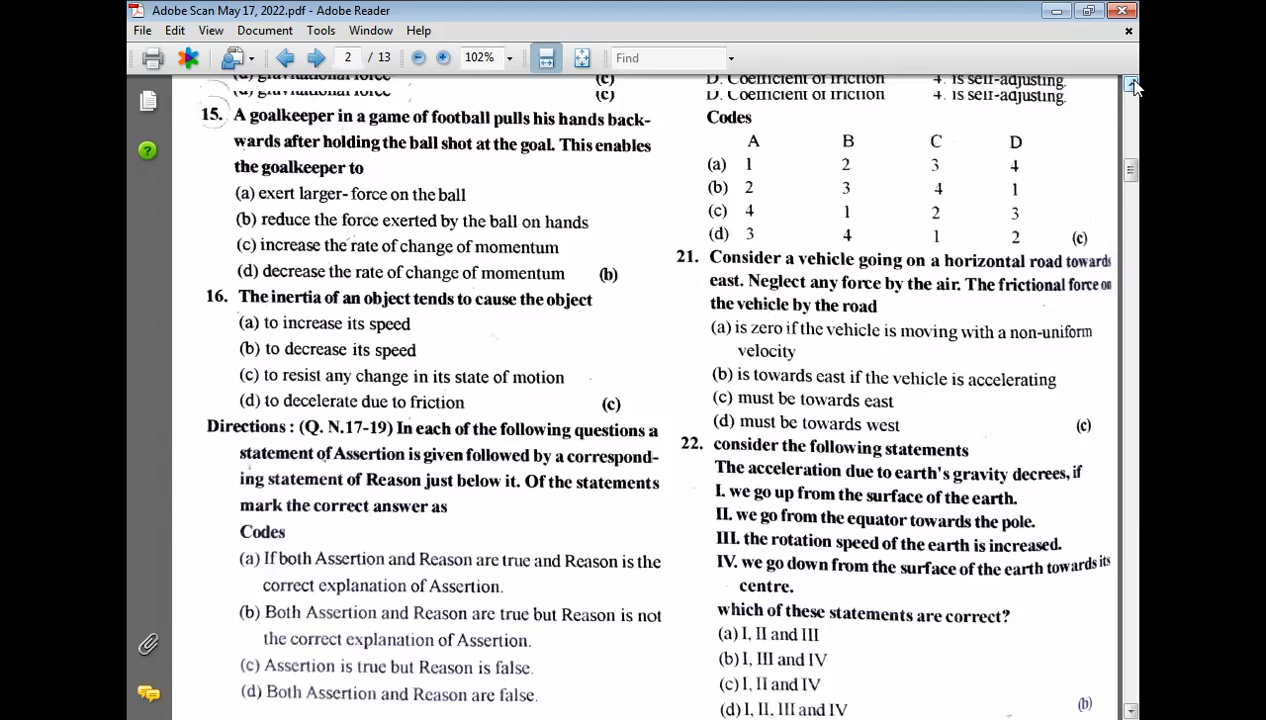 Adobe Scan May 17, 2022.pdf - Adobe Reader
File Edit View Document Tools Window Help
2 / 13 102% Find
(d) gravitational force (c)
(d) gravitational force (c)
15. A goalkeeper in a game of football pulls his hands back-
wards after holding the ball shot at the goal. This enables
the goalkeeper to
(a) exert larger- force on the ball
(b) reduce the force exerted by the ball on hands
(c) increase the rate of change of momentum
(d) decrease the rate of change of momentum (b)
16. The inertia of an object tends to cause the object
(a) to increase its speed
(b) to decrease its speed
(c) to resist any change in its state of motion
(d) to decelerate due to friction (c)
Directions : (Q. N.17-19) In each of the following questions a
statement of Assertion is given followed by a correspond-
ing statement of Reason just below it. Of the statements
mark the correct answer as
Codes
(a) If both Assertion and Reason are true and Reason is the
correct explanation of Assertion.
(b) Both Assertion and Reason are true but Reason is not
the correct explanation of Assertion.
(c) Assertion is true but Reason is false.
(d) Both Assertion and Reason are false.
D. Coefficient of friction 4. is self-adjusting.
D. Coefficient of friction 4. is self-adjusting.
Codes
A B C D
(a) 1 2 3 4
(b) 2 3 4 1
(c) 4 1 2 3
(d) 3 4 1 2 (c)
21. Consider a vehicle going on a horizontal road towards
east. Neglect any force by the air. The frictional force on
the vehicle by the road
(a) is zero if the vehicle is moving with a non-uniform
velocity
(b) is towards east if the vehicle is accelerating
(c) must be towards east
(d) must be towards west (c)
22. consider the following statements
The acceleration due to earth's gravity decres, if
I. we go up from the surface of the earth.
II. we go from the equator towards the pole.
III. the rotation speed of the earth is increased.
IV. we go down from the surface of the earth towards its
centre.
which of these statements are correct?
(a) I, II and III
(b) I, III and IV
(c) I, II and IV
(d) I, II, III and IV (b)